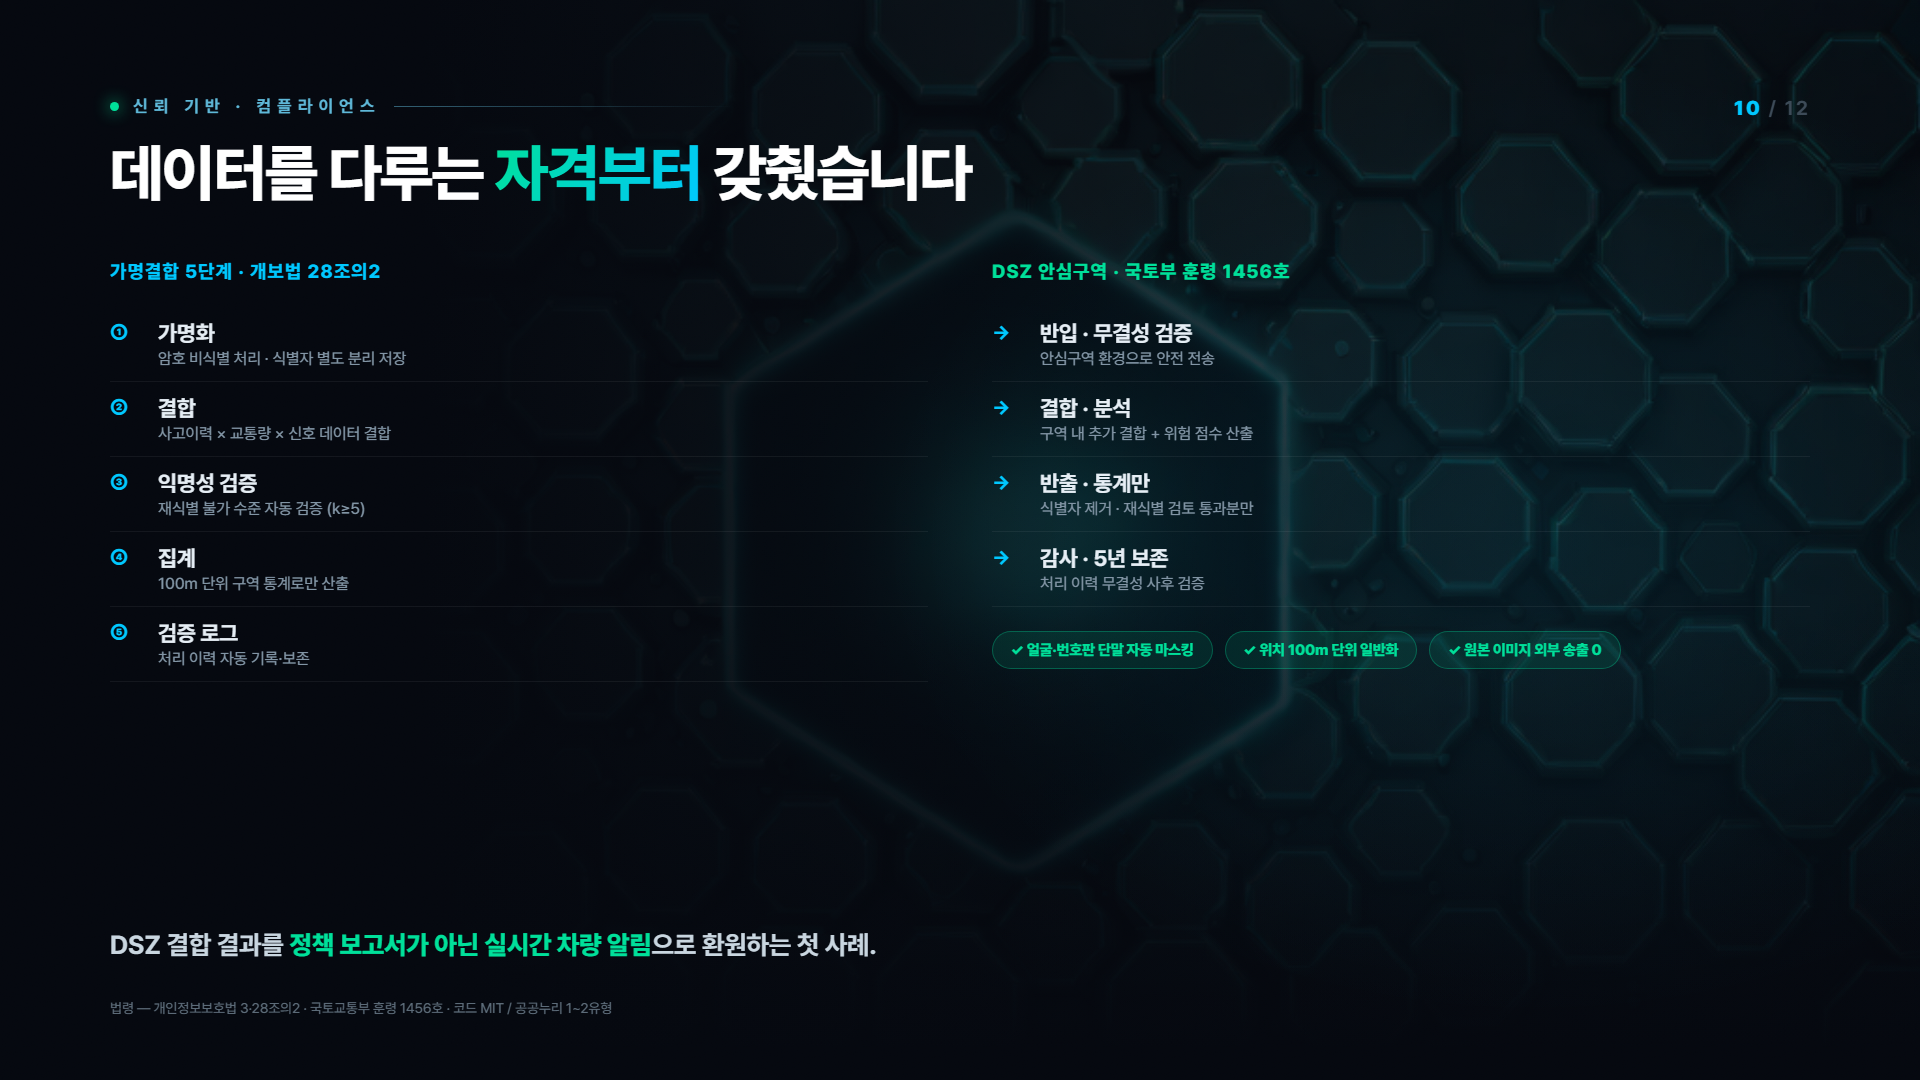 신뢰 기반 · 컴플라이언스
10 / 12
데이터를 다루는 자격부터 갖췄습니다
가명결합 5단계 · 개보법 28조의2
① 가명화
암호 비식별 처리 · 식별자 별도 분리 저장
② 결합
사고이력 × 교통량 × 신호 데이터 결합
③ 익명성 검증
재식별 불가 수준 자동 검증 (k≥5)
④ 집계
100m 단위 구역 통계로만 산출
⑤ 검증 로그
처리 이력 자동 기록·보존
DSZ 안심구역 · 국토부 훈령 1456호
→ 반입 · 무결성 검증
안심구역 환경으로 안전 전송
→ 결합 · 분석
구역 내 추가 결합 + 위험 점수 산출
→ 반출 · 통계만
식별자 제거 · 재식별 검토 통과분만
→ 감사 · 5년 보존
처리 이력 무결성 사후 검증
✓ 얼굴·번호판 단말 자동 마스킹
✓ 위치 100m 단위 일반화
✓ 원본 이미지 외부 송출 0
DSZ 결합 결과를 정책 보고서가 아닌 실시간 차량 알림으로 환원하는 첫 사례.
법령 — 개인정보보호법 3·28조의2 · 국토교통부 훈령 1456호 · 코드 MIT / 공공누리 1~2유형